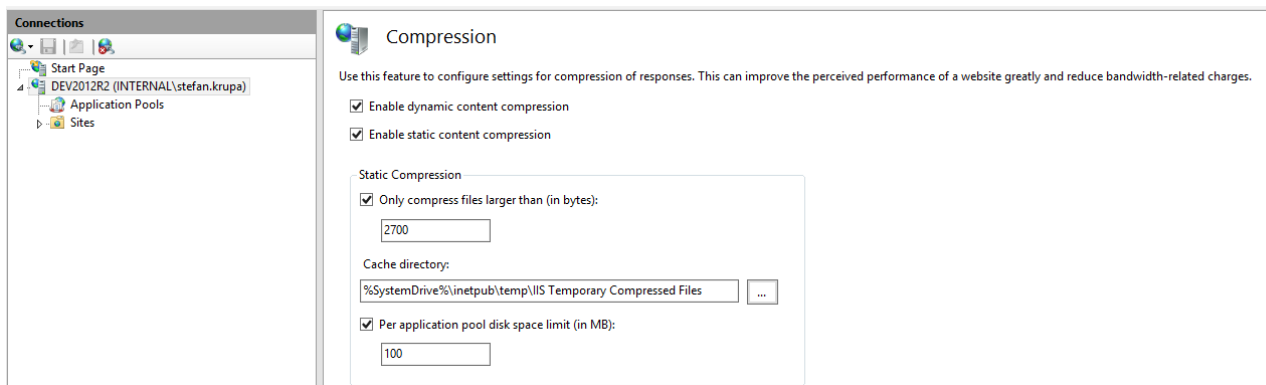 Connections
Start Page
DEV2012R2 (INTERNAL\stefan.krupa)
Application Pools
Sites
Compression
Use this feature to configure settings for compression of responses. This can improve the perceived performance of a website greatly and reduce bandwidth-related charges.
Enable dynamic content compression
Enable static content compression
Static Compression
Only compress files larger than (in bytes):
2700
Cache directory:
%SystemDrive%\inetpub\temp\IIS Temporary Compressed Files
...
Per application pool disk space limit (in MB):
100